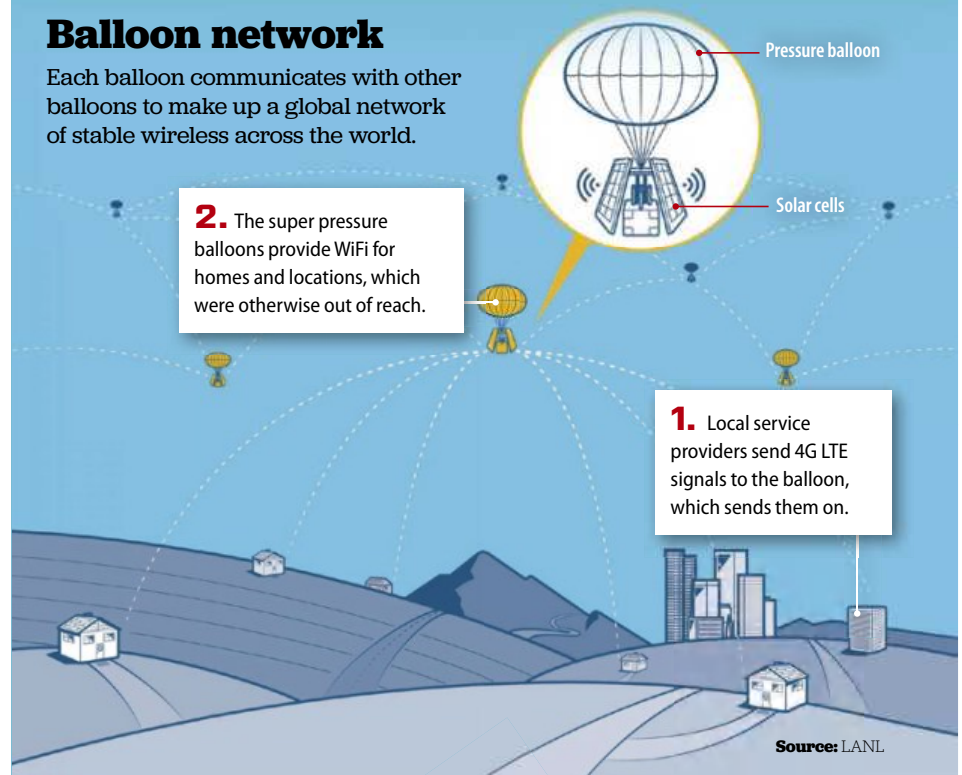 Balloon network
Each balloon communicates with other
balloons to make up a global network
of stable wireless across the world.
Pressure balloon
Solar cells
2. The super pressure
balloons provide WiFi for
homes and locations, which
were otherwise out of reach.
1. Local service
providers send 4G LTE
signals to the balloon,
which sends them on.
Source: LANL